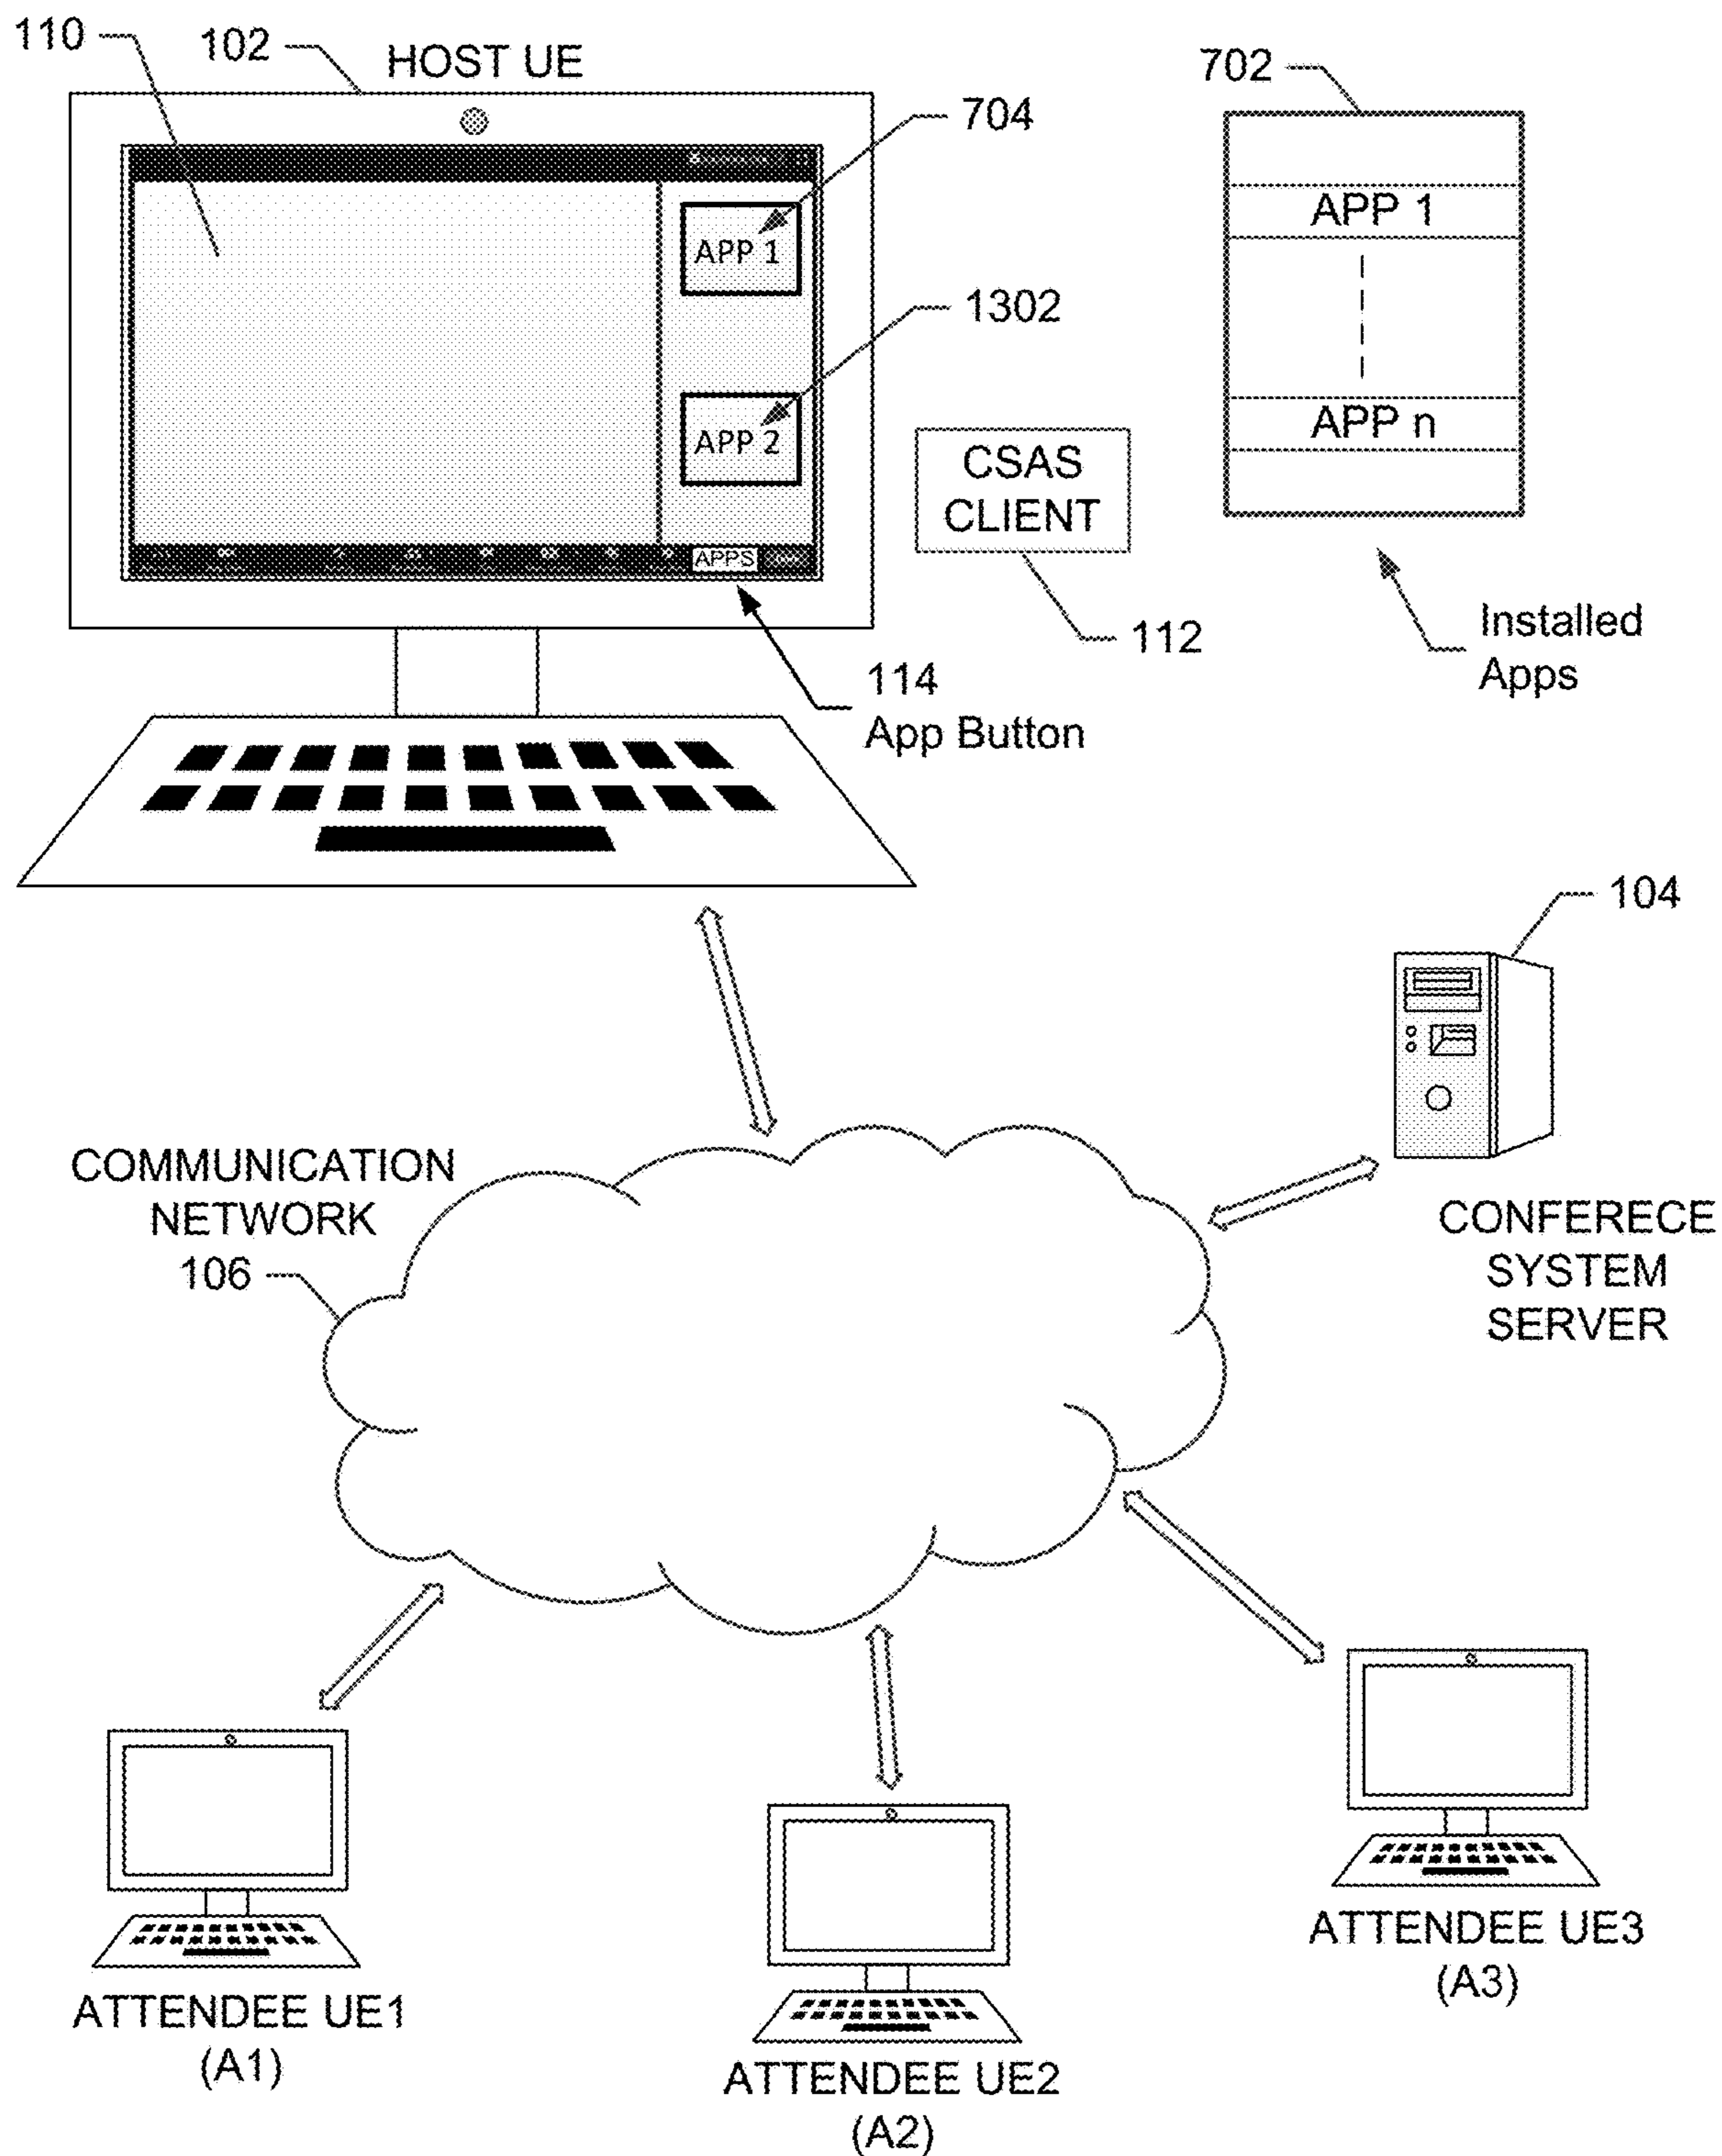 110
102
HOST UE
702
704
APP 1
APP 1
1302
APP 2
APP n
CSAS
CLIENT
APPS
112
Installed
Apps
114
App Button
104
COMMUNICATION
NETWORK
106
CONFERECE
SYSTEM
SERVER
ATTENDEE UE3
(A3)
ATTENDEE UE1
(A1)
ATTENDEE UE2
(A2)